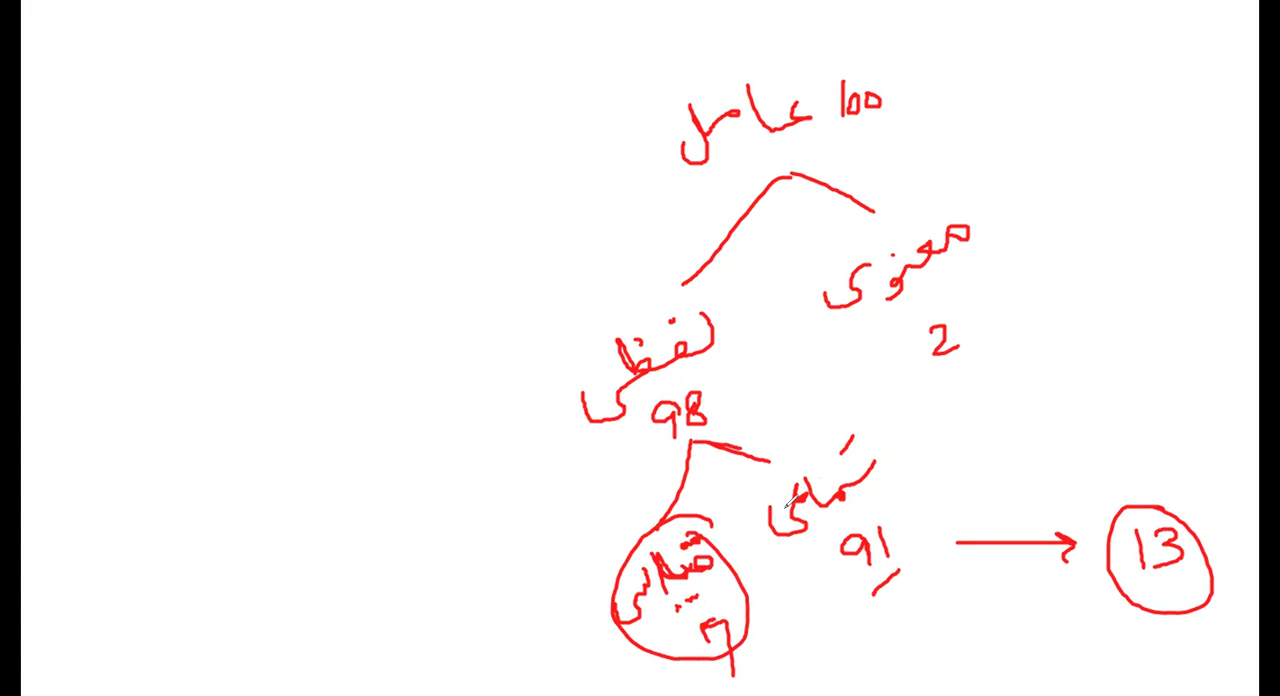 عامل 100
معنوی
2
لفظی
98
سماعی
91 → 13
قیاسی
7